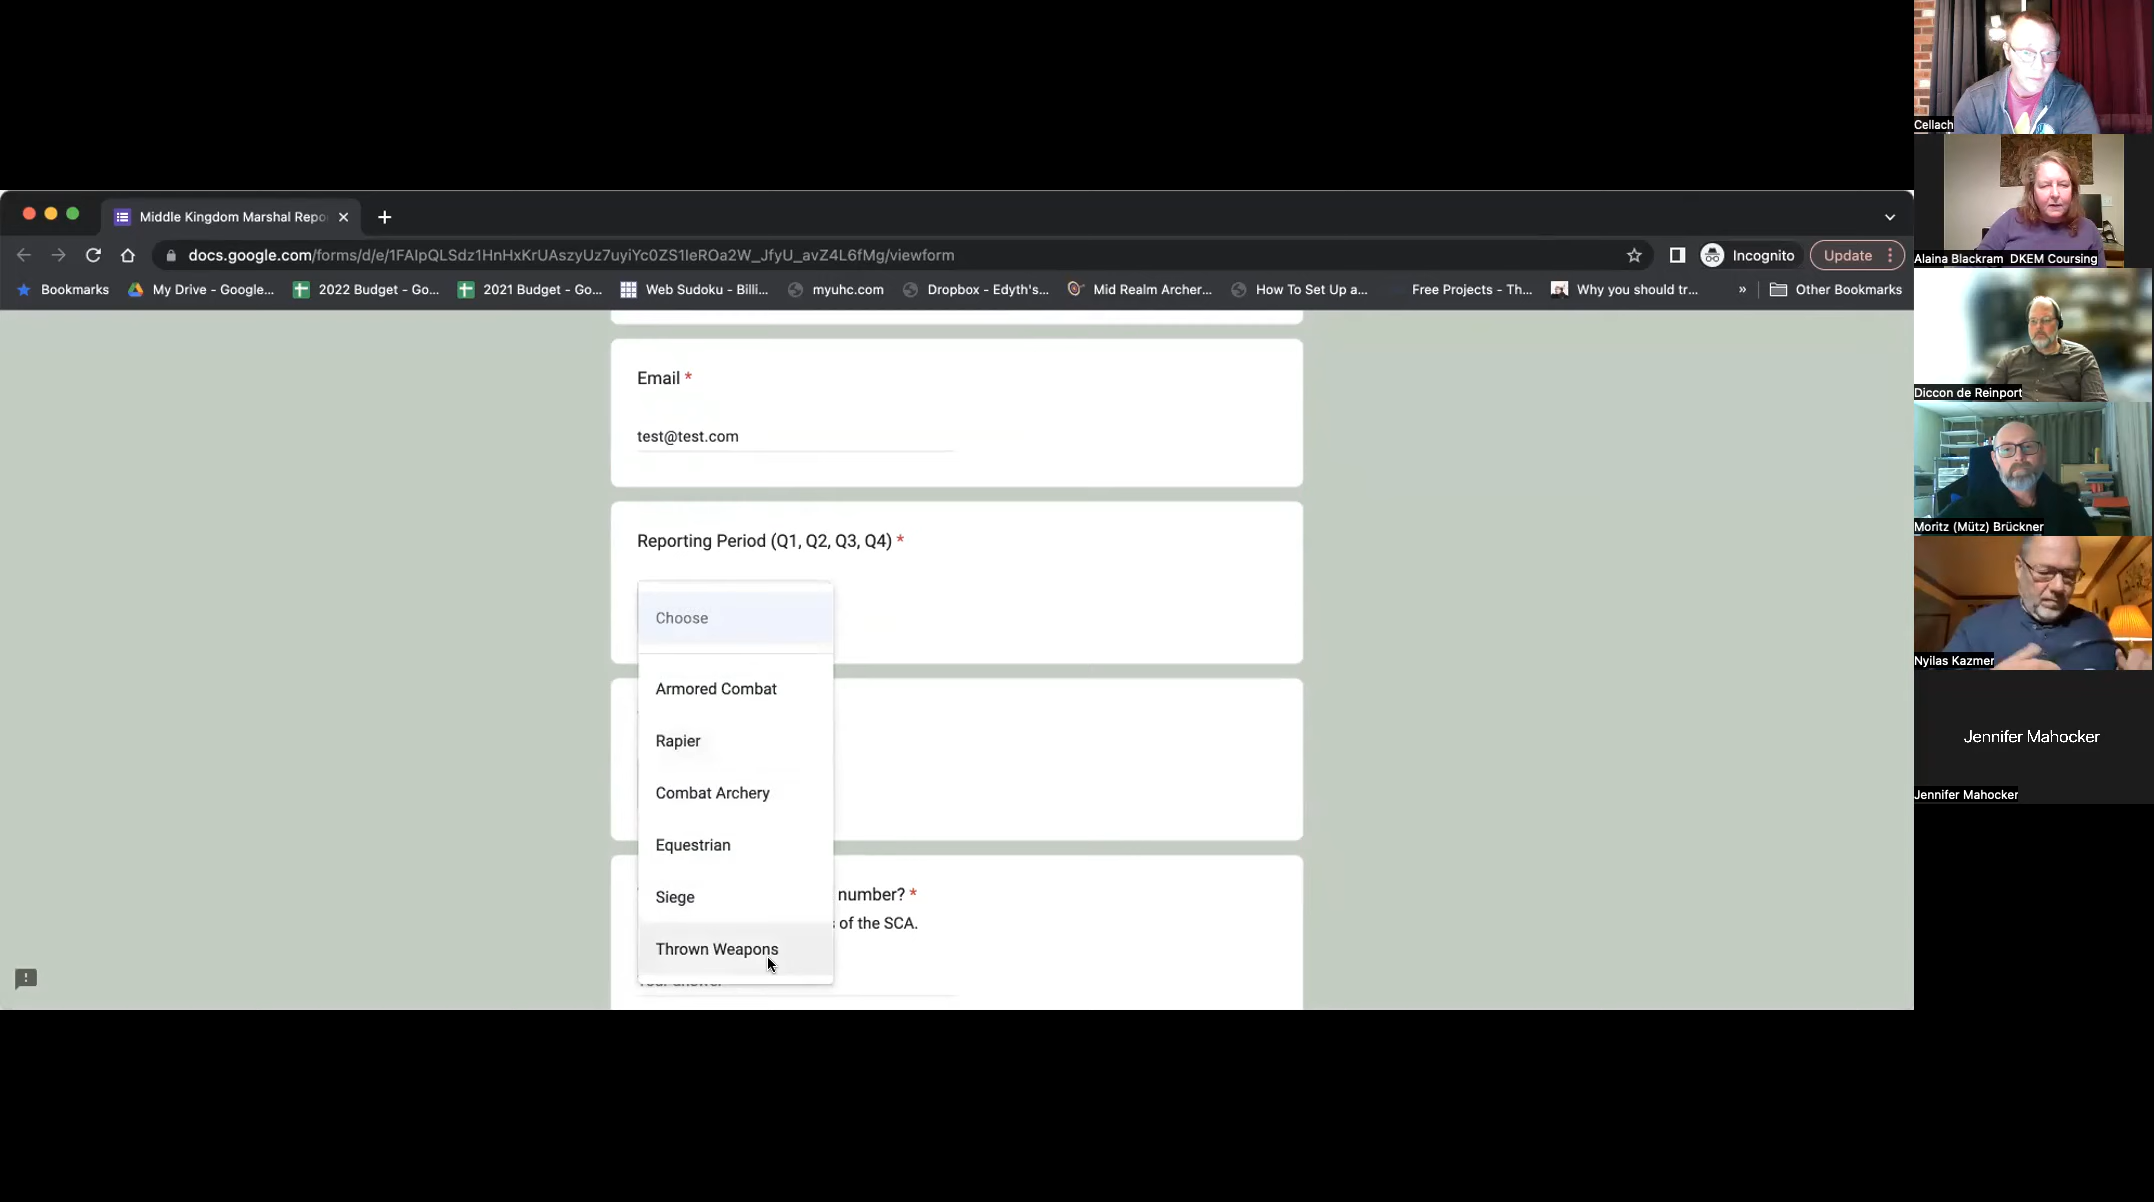 Middle Kingdom Marshal Repo
docs.google.com/forms/d/e/1FAIpQLSdz1HnHxKrUAszyUz7uyiYc0ZS1IeROa2W_JfyU_avZ4L6fMg/viewform
Incognito
Update
Bookmarks
My Drive - Google...
2022 Budget - Go...
2021 Budget - Go...
Web Sudoku - Billi...
myuhc.com
Dropbox - Edyth's...
Mid Realm Archer...
How To Set Up a...
Free Projects - Th...
Why you should tr...
»
Other Bookmarks
Email *
test@test.com
Reporting Period (Q1, Q2, Q3, Q4) *
Choose
Armored Combat
Rapier
Combat Archery
Equestrian
Siege
Thrown Weapons
number? *
of the SCA.
Cellach
Alaina Blackram DKEM Coursing
Diccon de Reinport
Moritz (Mütz) Brückner
Nyilas Kazmer
Jennifer Mahocker
Jennifer Mahocker